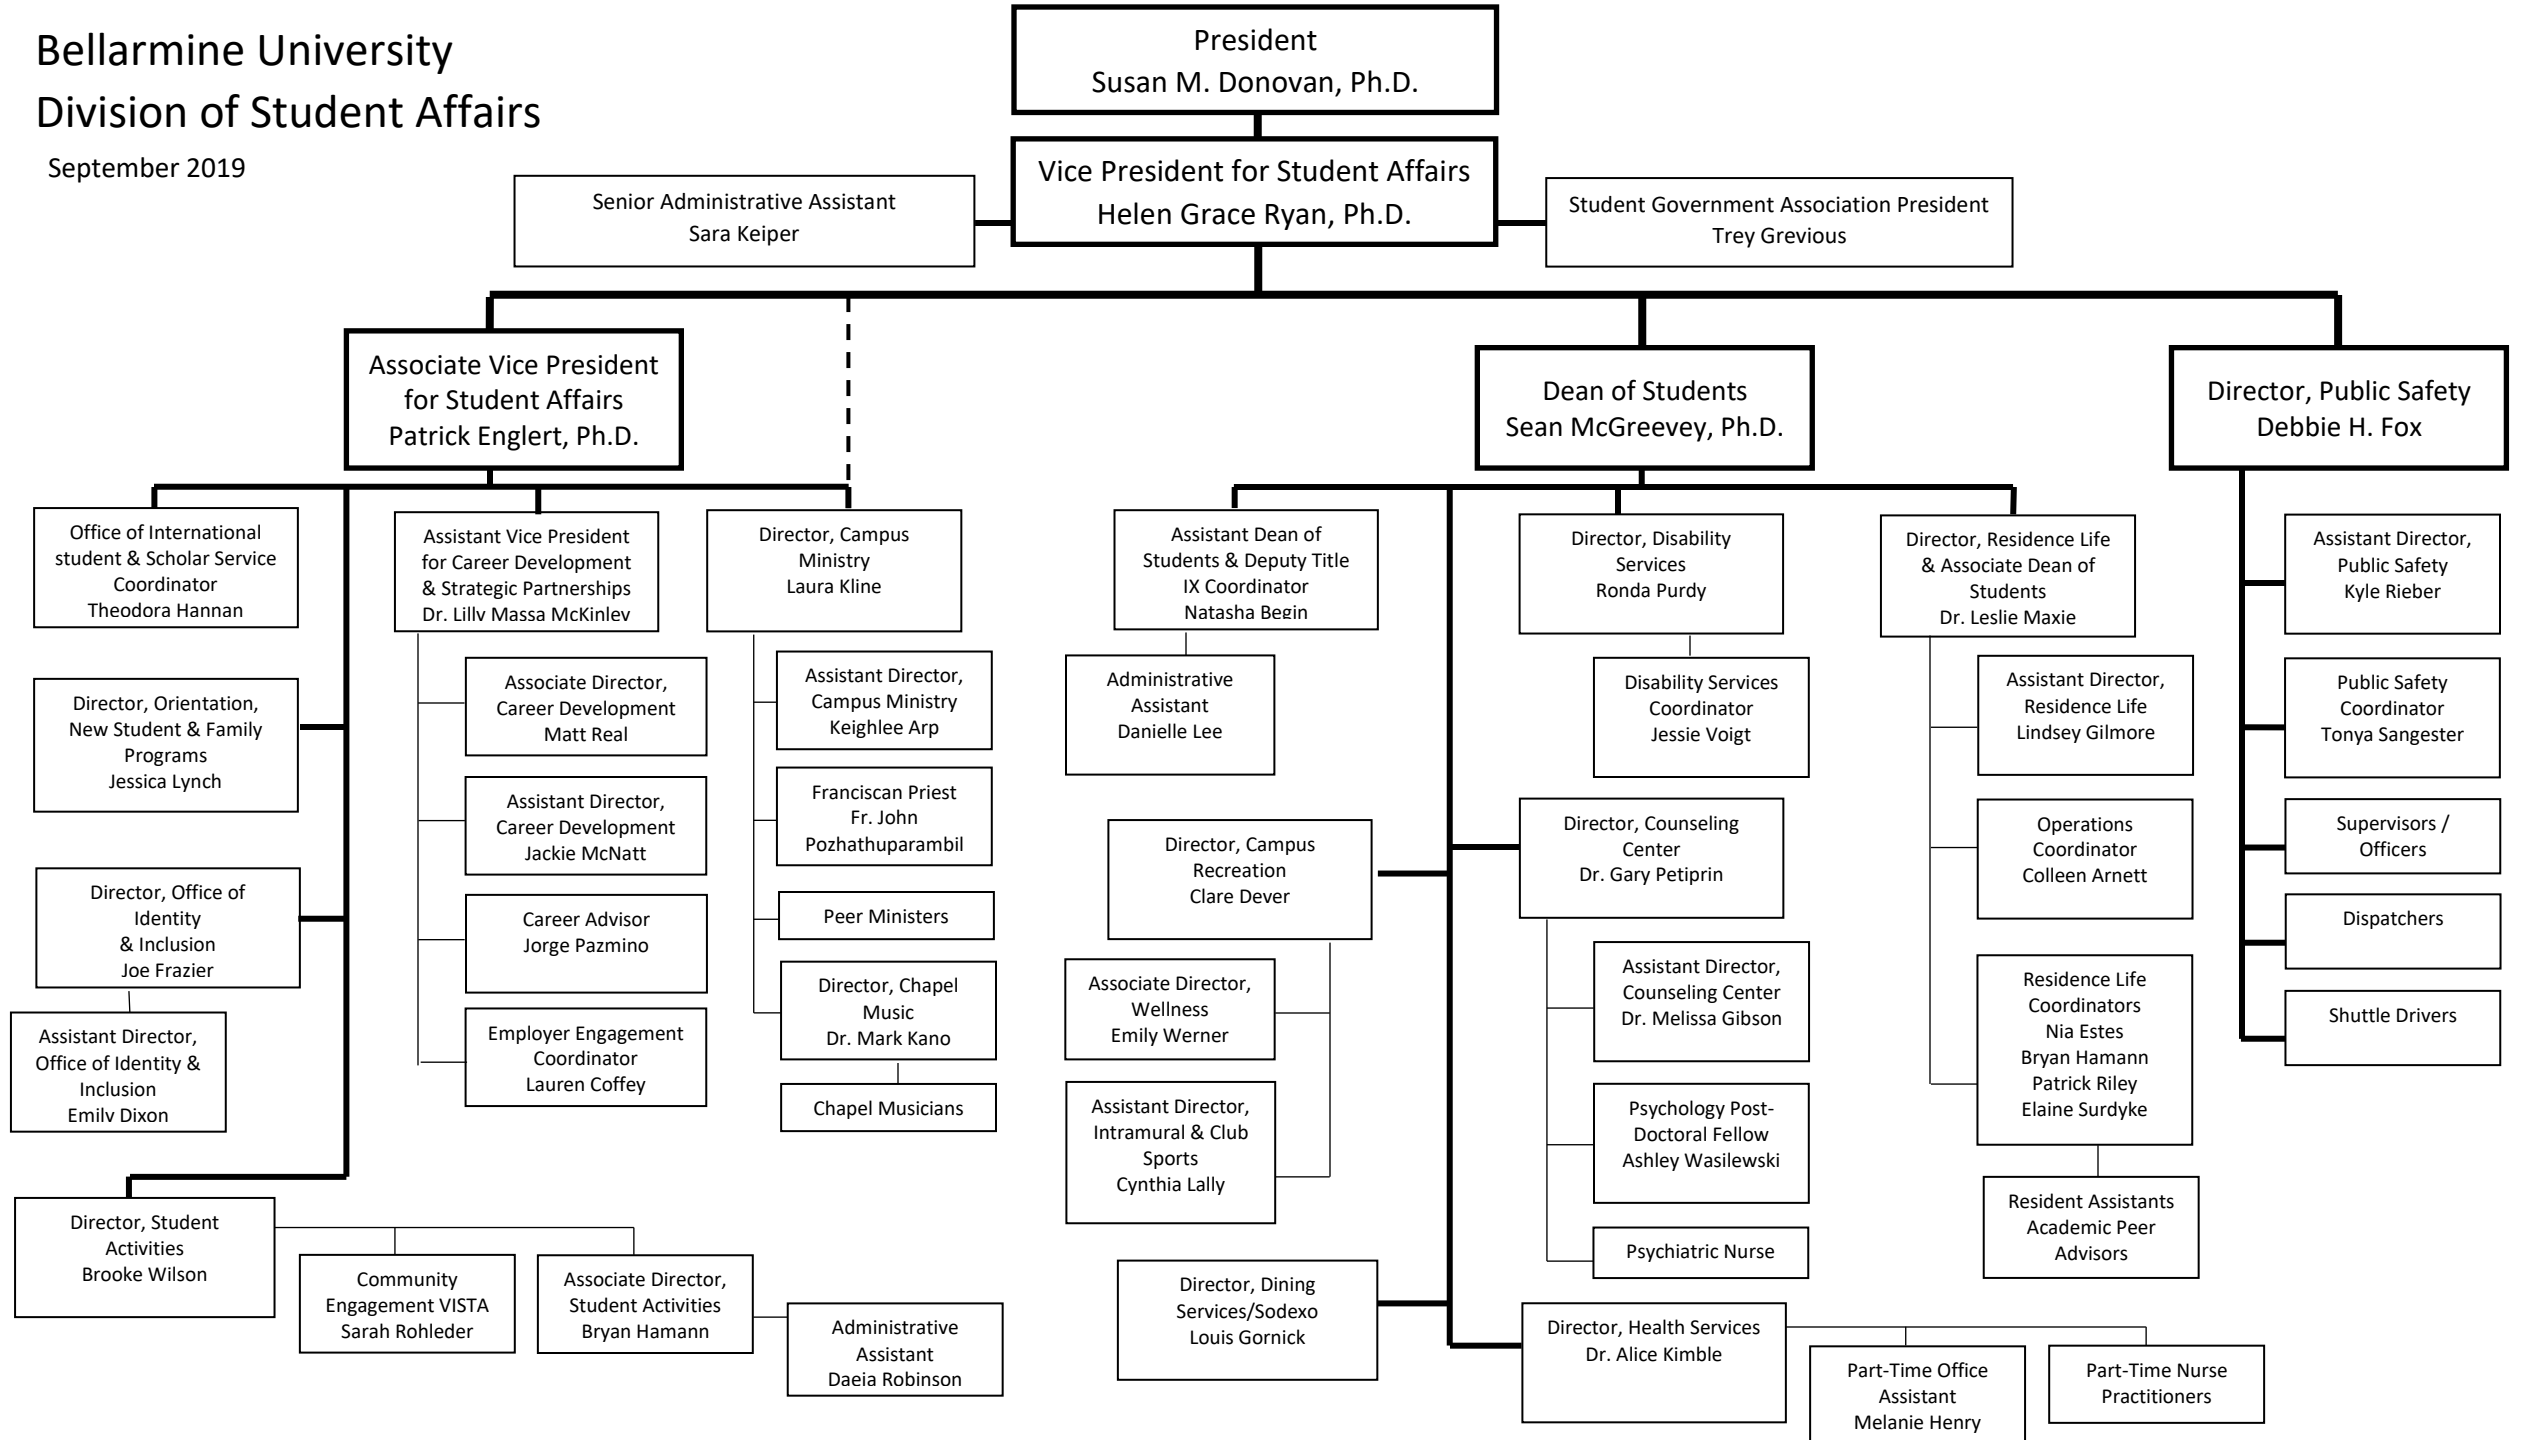 Bellarmine University
Division of Student Affairs
September 2019
President
Susan M. Donovan, Ph.D.
Vice President for Student Affairs
Helen Grace Ryan, Ph.D.
Senior Administrative Assistant
Sara Keiper
Student Government Association President
Trey Grevious
Associate Vice President
for Student Affairs
Patrick Englert, Ph.D.
Dean of Students
Sean McGreevey, Ph.D.
Director, Public Safety
Debbie H. Fox
Office of International
student & Scholar Service
Coordinator
Theodora Hannan
Director, Orientation,
New Student & Family
Programs
Jessica Lynch
Director, Office of
Identity
& Inclusion
Joe Frazier
Assistant Director,
Office of Identity &
Inclusion
Emily Dixon
Director, Student
Activities
Brooke Wilson
Community
Engagement VISTA
Sarah Rohleder
Associate Director,
Student Activities
Bryan Hamann
Administrative
Assistant
Daeja Robinson
Assistant Vice President
for Career Development
& Strategic Partnerships
Dr. Lilly Massa McKinley
Associate Director,
Career Development
Matt Real
Assistant Director,
Career Development
Jackie McNatt
Career Advisor
Jorge Pazmino
Employer Engagement
Coordinator
Lauren Coffey
Director, Campus
Ministry
Laura Kline
Assistant Director,
Campus Ministry
Keighlee Arp
Franciscan Priest
Fr. John
Pozhathuparambil
Peer Ministers
Director, Chapel
Music
Dr. Mark Kano
Chapel Musicians
Assistant Dean of
Students & Deputy Title
IX Coordinator
Natasha Begin
Administrative
Assistant
Danielle Lee
Director, Campus
Recreation
Clare Dever
Associate Director,
Wellness
Emily Werner
Assistant Director,
Intramural & Club
Sports
Cynthia Lally
Director, Dining
Services/Sodexo
Louis Gornick
Director, Disability
Services
Ronda Purdy
Disability Services
Coordinator
Jessie Voigt
Director, Counseling
Center
Dr. Gary Petiprin
Assistant Director,
Counseling Center
Dr. Melissa Gibson
Psychology Post-
Doctoral Fellow
Ashley Wasilewski
Psychiatric Nurse
Director, Health Services
Dr. Alice Kimble
Part-Time Office
Assistant
Melanie Henry
Part-Time Nurse
Practitioners
Director, Residence Life
& Associate Dean of
Students
Dr. Leslie Maxie
Assistant Director,
Residence Life
Lindsey Gilmore
Operations
Coordinator
Colleen Arnett
Residence Life
Coordinators
Nia Estes
Bryan Hamann
Patrick Riley
Elaine Surdyke
Resident Assistants
Academic Peer
Advisors
Assistant Director,
Public Safety
Kyle Rieber
Public Safety
Coordinator
Tonya Sangester
Supervisors /
Officers
Dispatchers
Shuttle Drivers